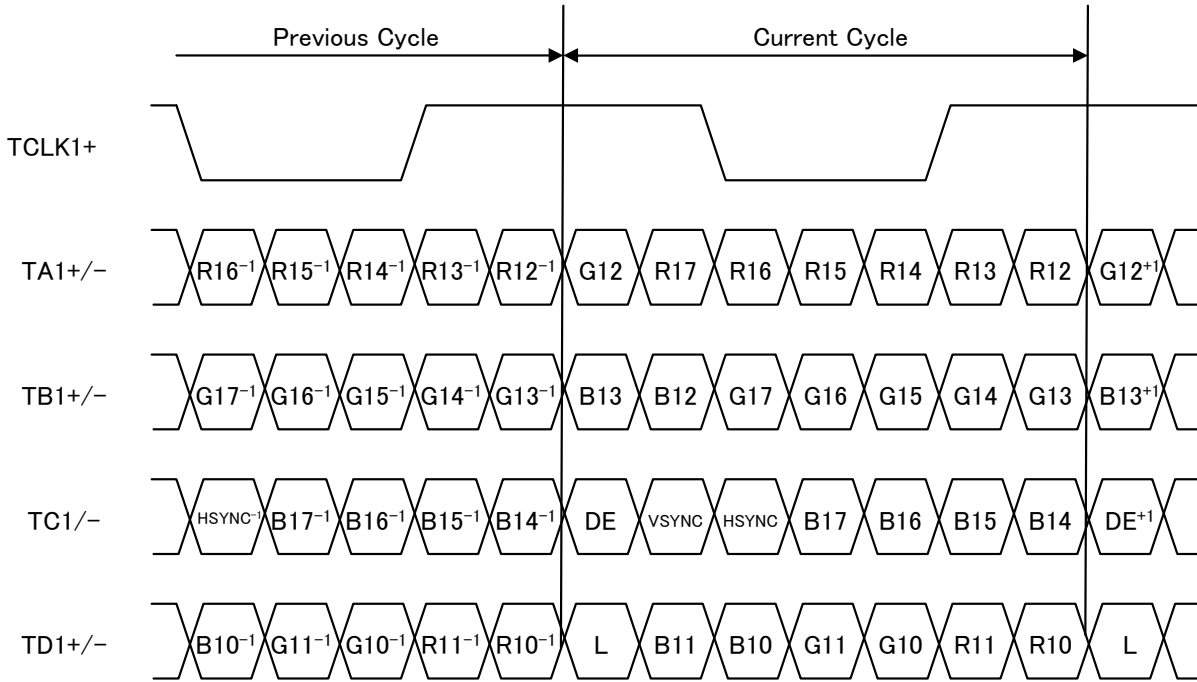 Previous Cycle Current Cycle
TCLK1+
TA1+/- R16⁻¹ R15⁻¹ R14⁻¹ R13⁻¹ R12⁻¹ G12 R17 R16 R15 R14 R13 R12 G12⁺¹
TB1+/- G17⁻¹ G16⁻¹ G15⁻¹ G14⁻¹ G13⁻¹ B13 B12 G17 G16 G15 G14 G13 B13⁺¹
TC1/- HSYNC⁻¹ B17⁻¹ B16⁻¹ B15⁻¹ B14⁻¹ DE VSYNC HSYNC B17 B16 B15 B14 DE⁺¹
TD1+/- B10⁻¹ G11⁻¹ G10⁻¹ R11⁻¹ R10⁻¹ L B11 B10 G11 G10 R11 R10 L